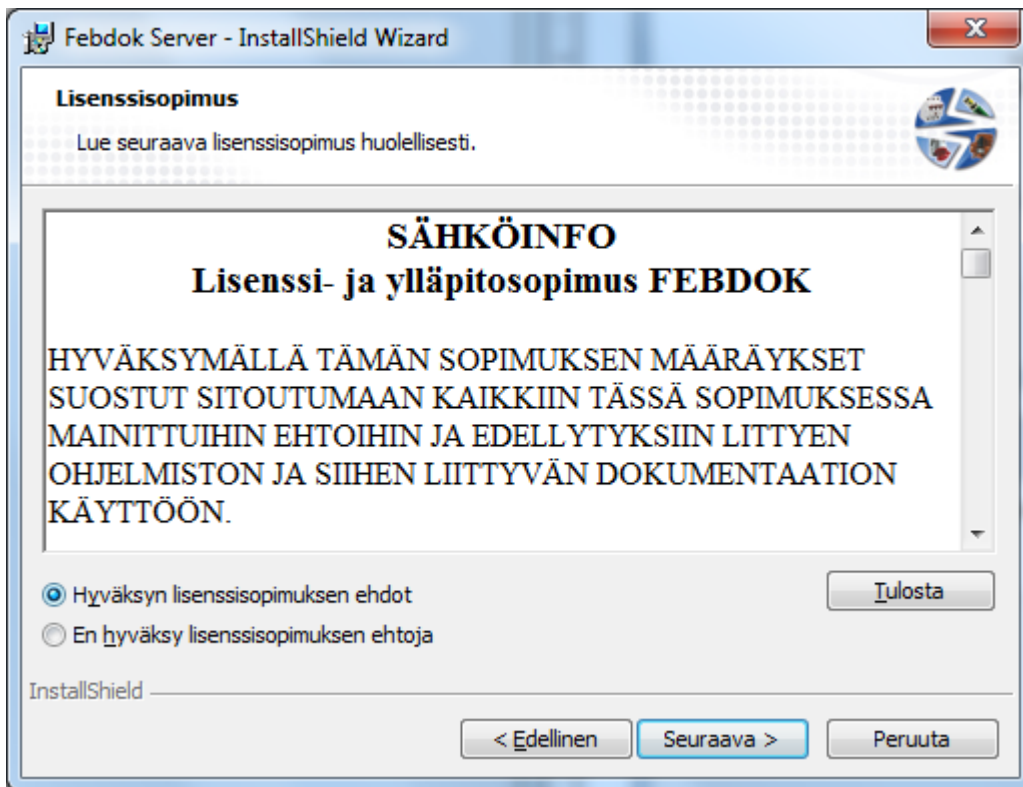 Febdok Server - InstallShield Wizard
Lisenssisopimus
Lue seuraava lisenssisopimus huolellisesti.
SÄHKÖINFO
Lisenssi- ja ylläpitosopimus FEBDOK
HYVÄKSYMÄLLÄ TÄMÄN SOPIMUKSEN MÄÄRÄYKSET
SUOSTUT SITOUTUMAAN KAIKKIIN TÄSSÄ SOPIMUKSESSA
MAINITTUIHIN EHTOIHIN JA EDELLYTYKSIIN LITTYEN
OHJELMISTON JA SIIHEN LIITTYVÄN DOKUMENTAATION
KÄYTTÖÖN.
Hyväksyn lisenssisopimuksen ehdot
Tulosta
En hyväksy lisenssisopimuksen ehtoja
InstallShield
< Edellinen
Seuraava >
Peruuta